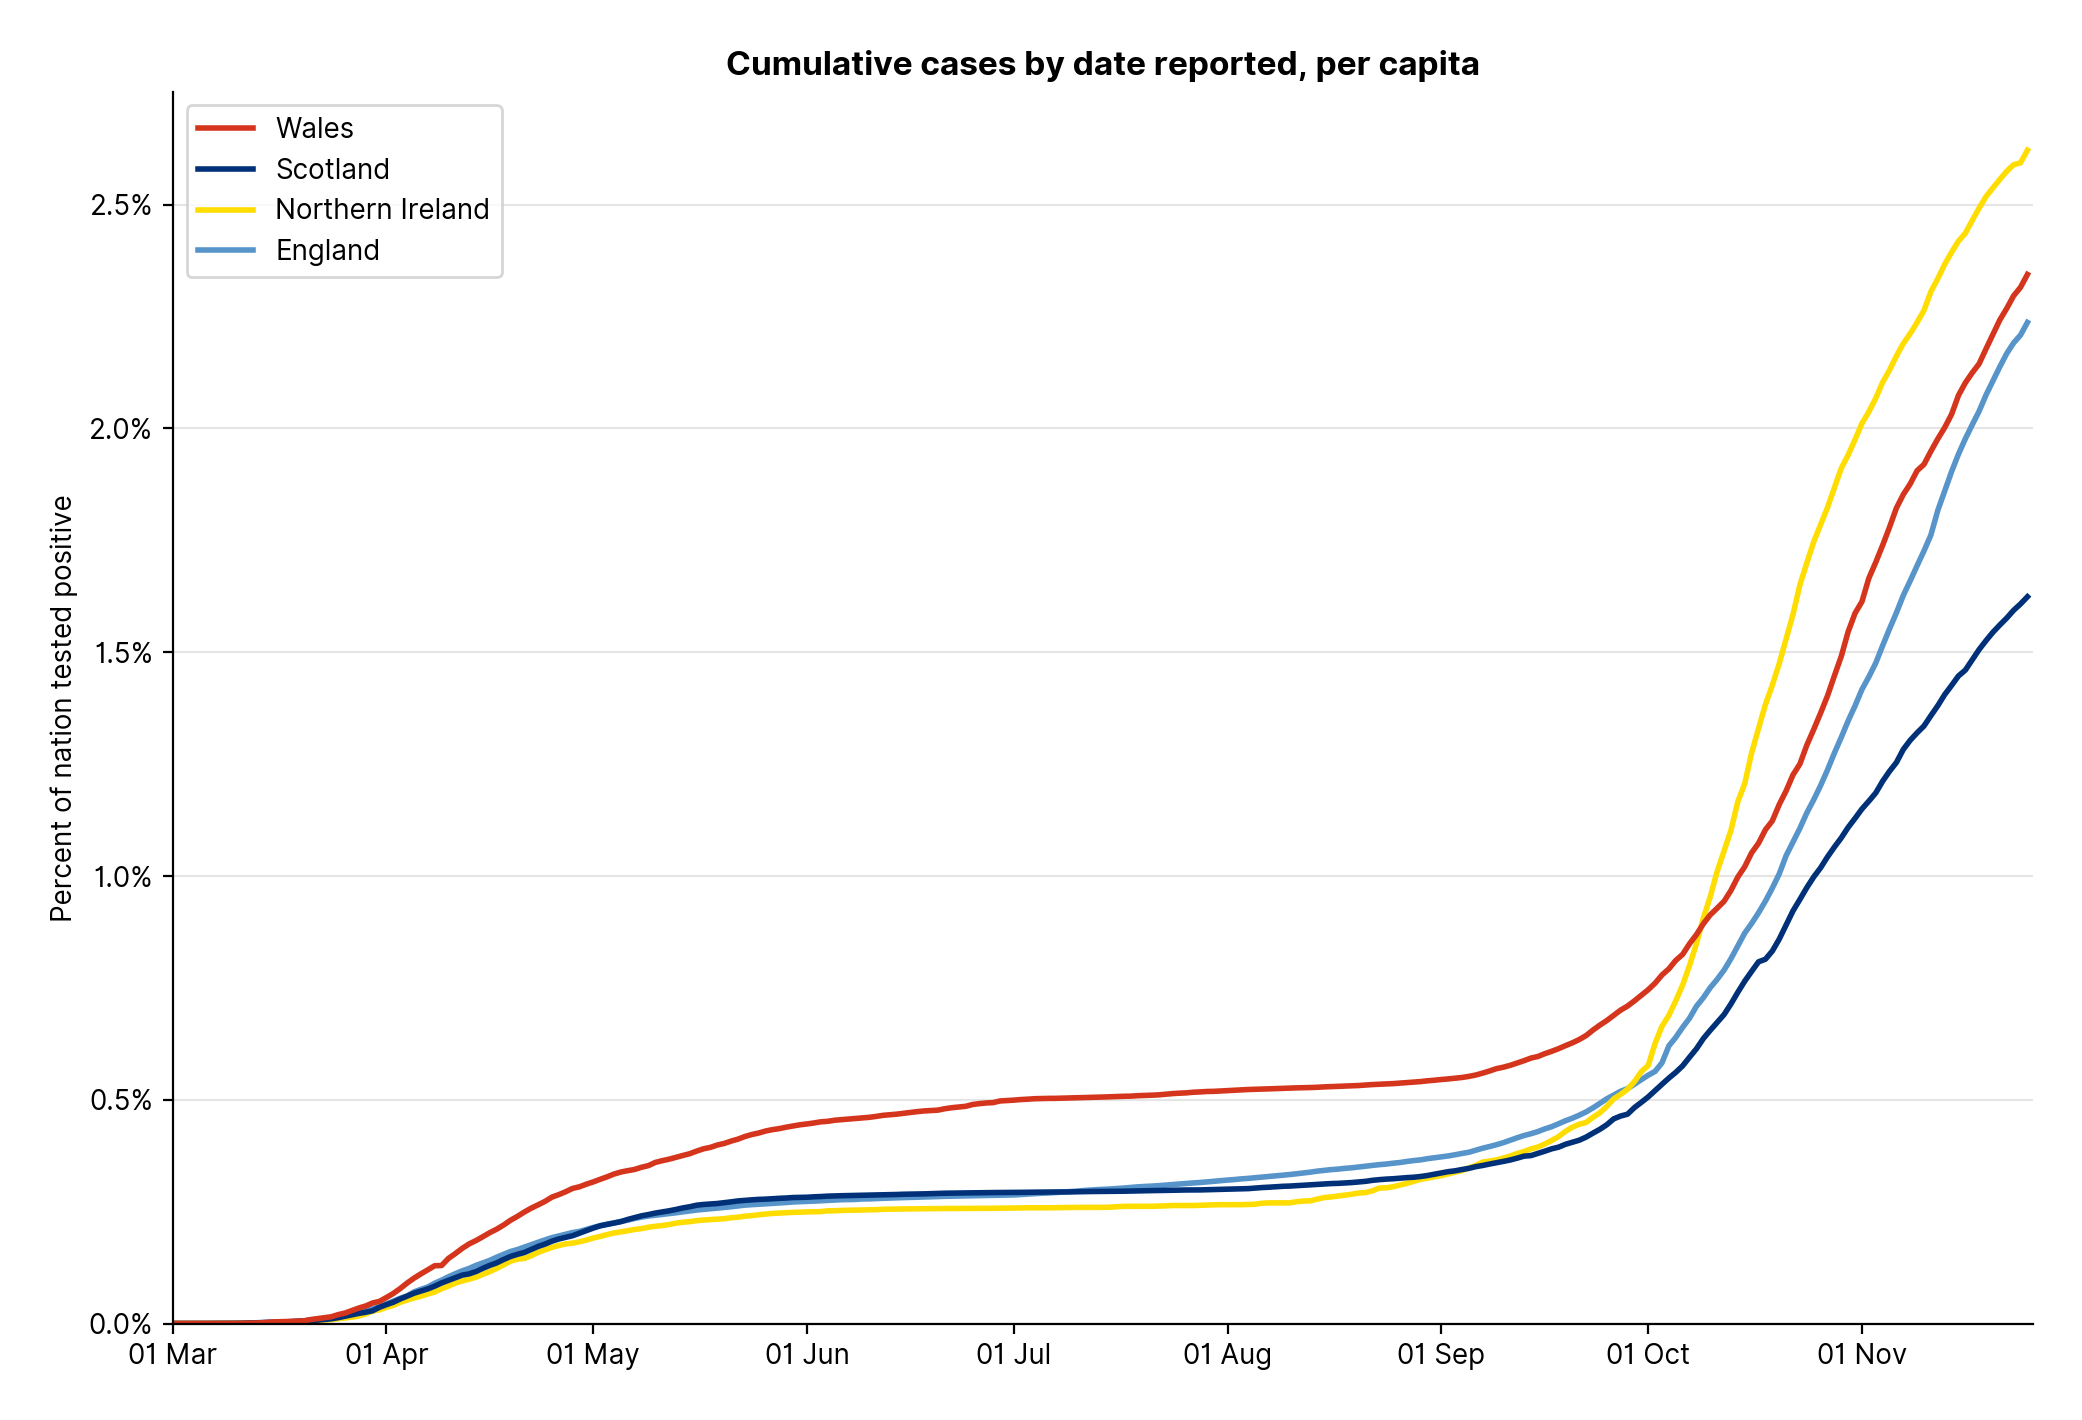 Cumulative cases by date reported, per capita
Wales
Scotland
Northern Ireland
England
Percent of nation tested positive
2.5%
2.0%
1.5%
1.0%
0.5%
0.0%
01 Mar
01 Apr
01 May
01 Jun
01 Jul
01 Aug
01 Sep
01 Oct
01 Nov